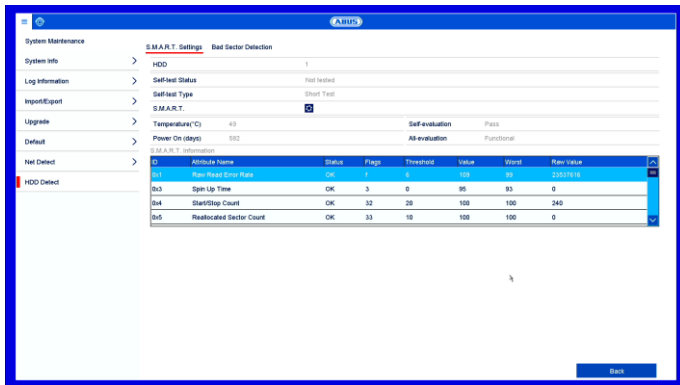 ABUS
System Maintenance
S.M.A.R.T. Settings Bad Sector Detection
System Info
Log Information
Import/Export
Upgrade
Default
Net Detect
HDD Detect
HDD 1
Self-test Status Not tested
Self-test Type Short Test
S.M.A.R.T.
Temperature(°C) Self-evaluation Pass
Power On (days) 592 All-evaluation Functional
S.M.A.R.T. Information
ID Attribute Name Status Flags Threshold Value Worst Raw Value
0x1 Raw Read Error Rate OK f 6 109 99 23537616
0x3 Spin Up Time OK 3 0 95 93 0
0x4 Start/Stop Count OK 32 20 100 100 240
0x5 Reallocated Sector Count OK 33 10 100 100 0
Back